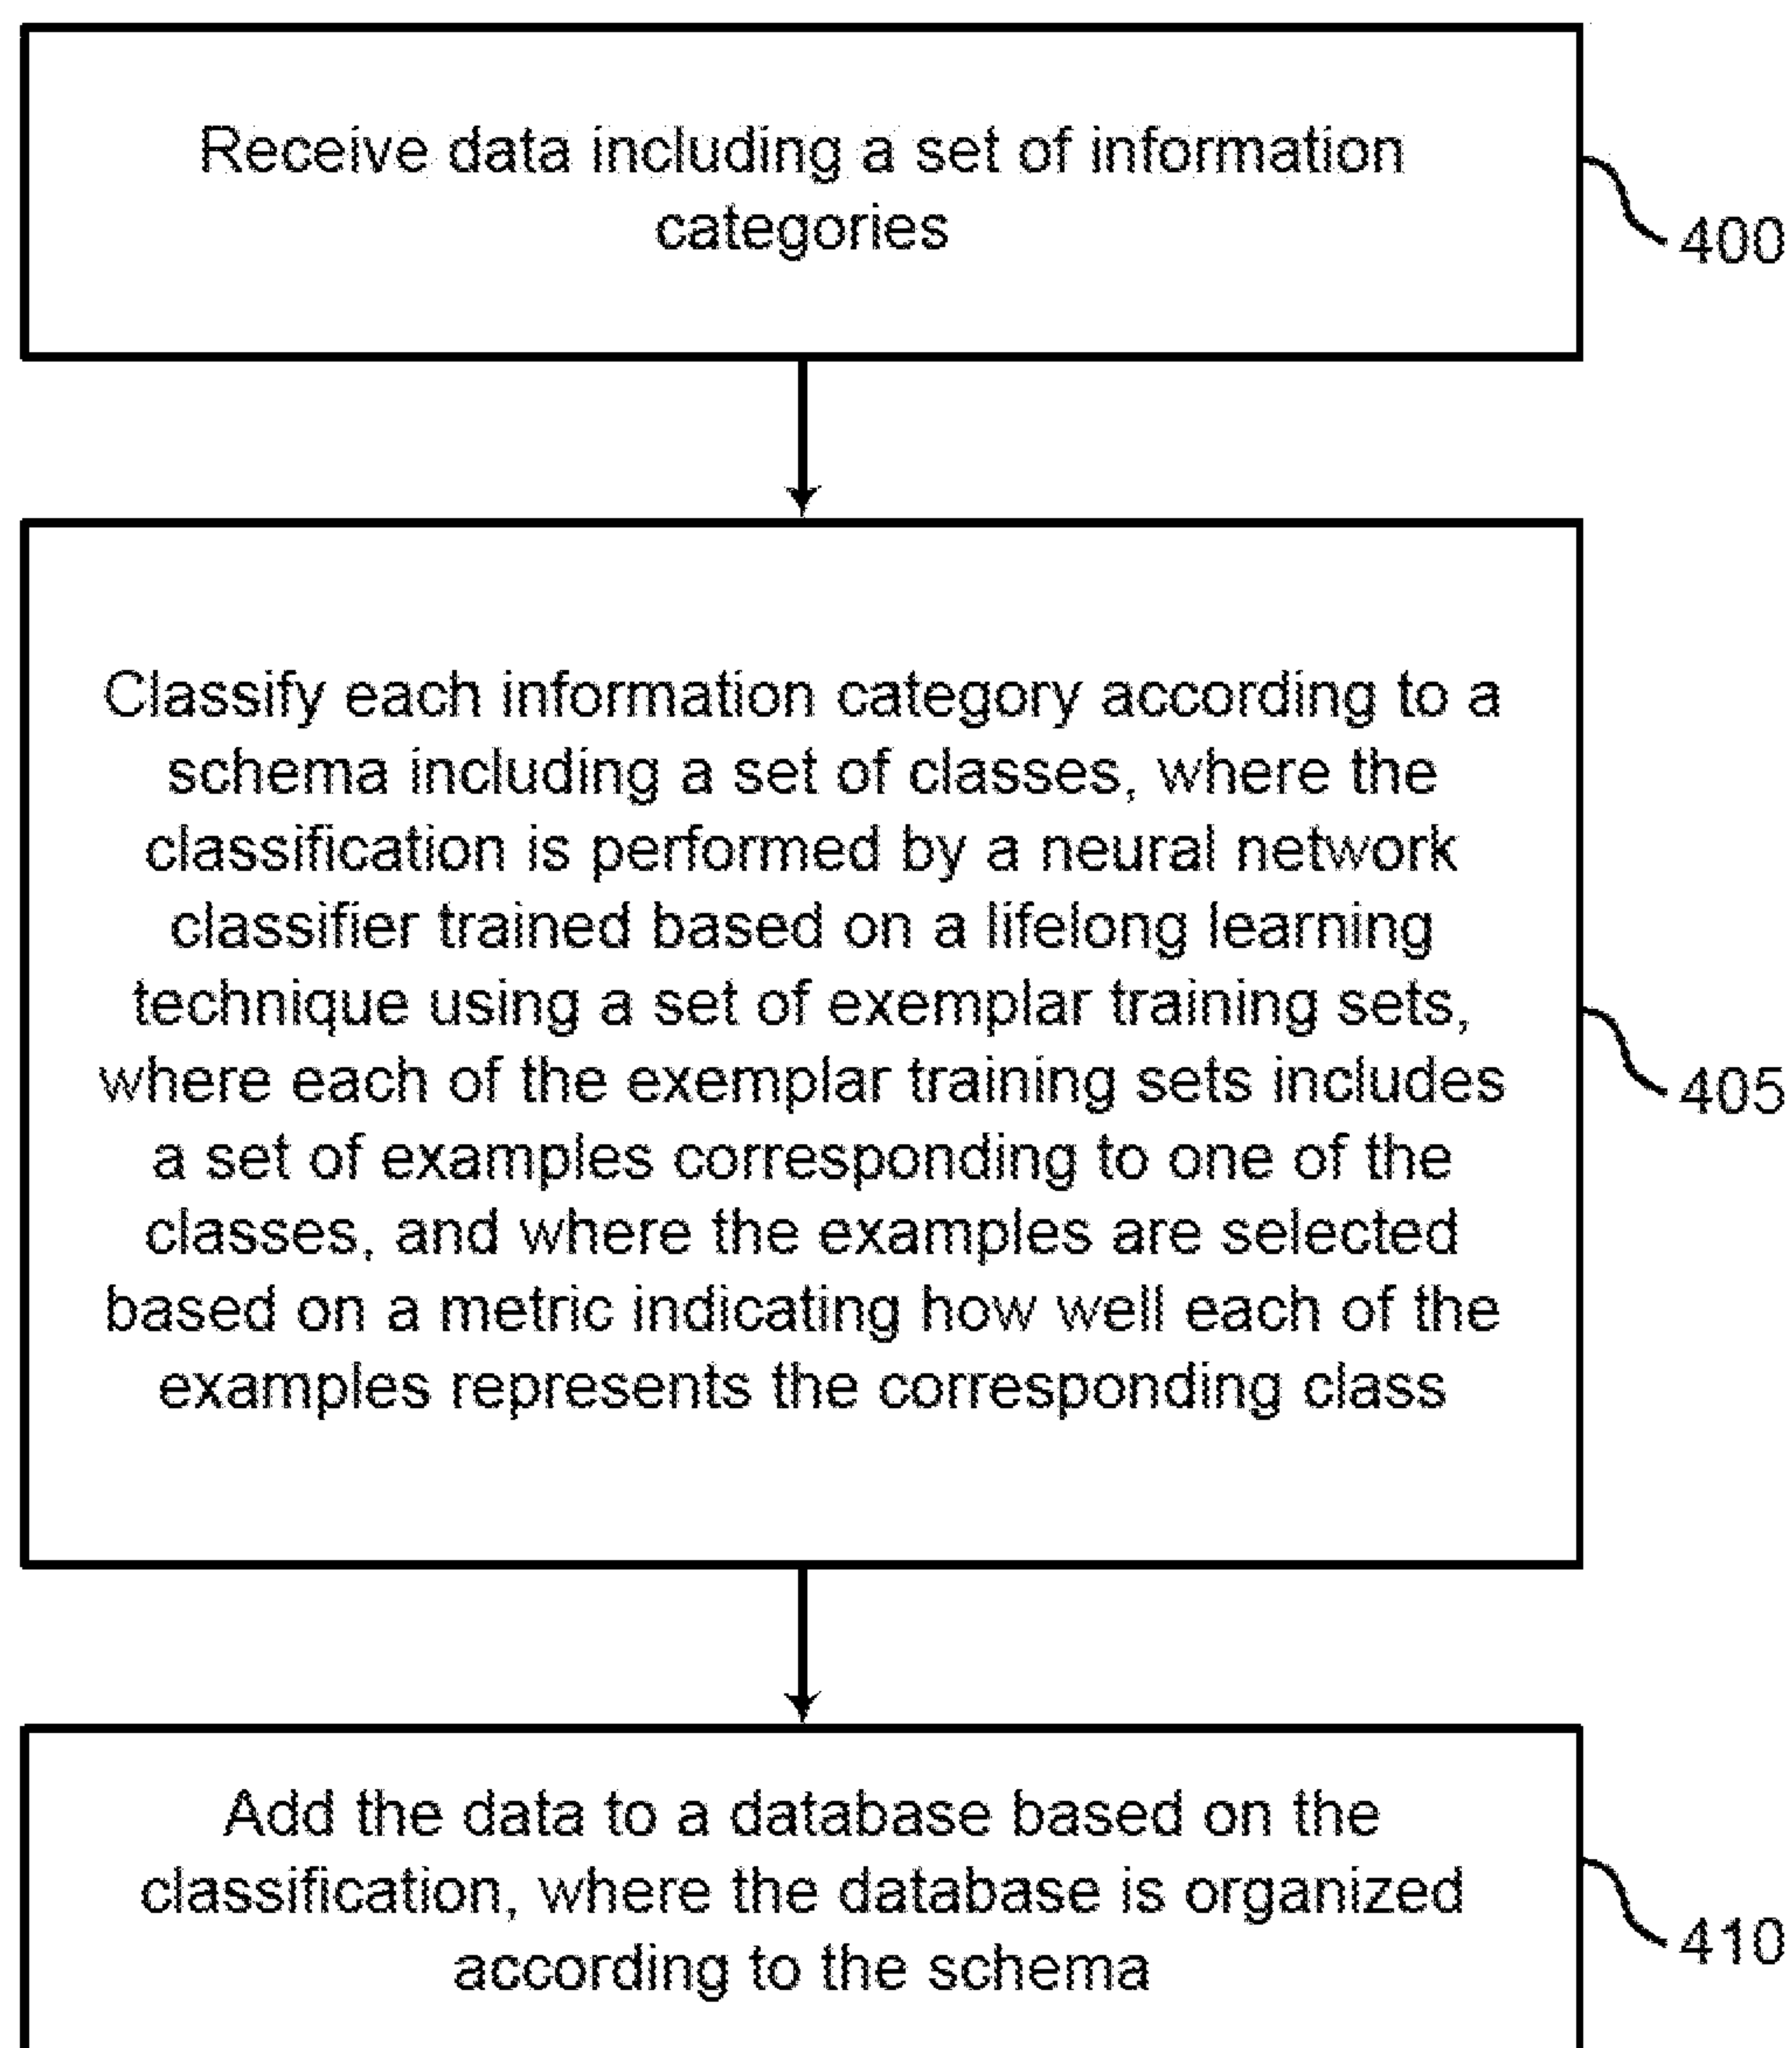 Receive data including a set of information
categories
400
Classify each information category according to a
schema including a set of classes, where the
classification is performed by a neural network
classifier trained based on a lifelong learning
technique using a set of exemplar training sets,
where each of the exemplar training sets includes
a set of examples corresponding to one of the
classes, and where the examples are selected
based on a metric indicating how well each of the
examples represents the corresponding class
405
Add the data to a database based on the
classification, where the database is organized
according to the schema
410